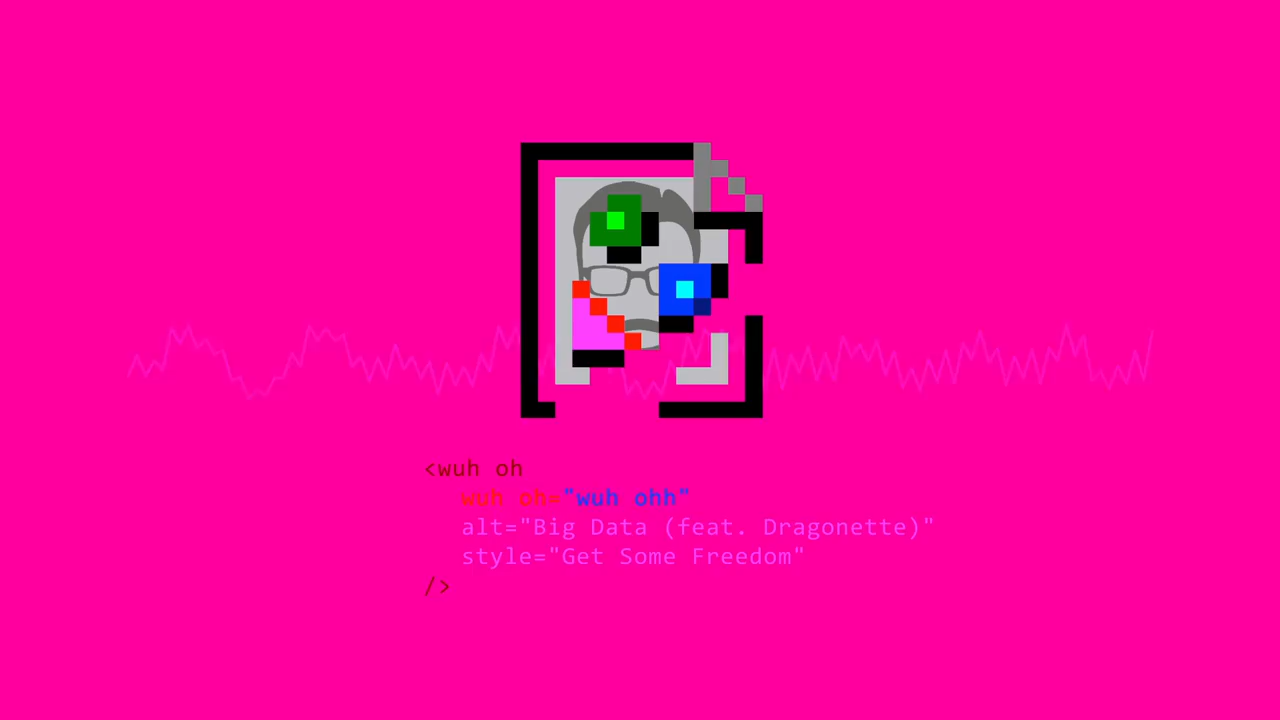 <wuh oh
wuh oh="wuh ohh"
alt="Big Data (feat. Dragonette)"
style="Get Some Freedom"
/>